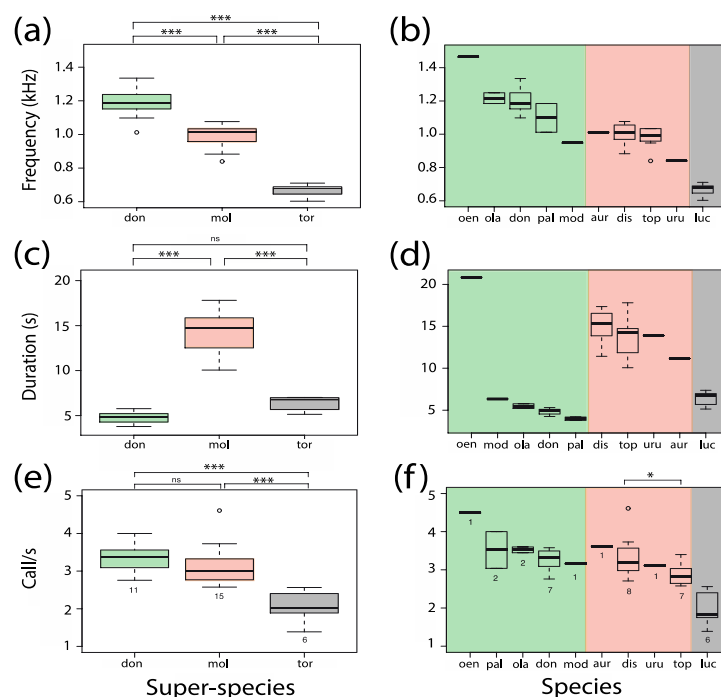 (a)
(b)
***
*** ***
Frequency (kHz)
1.4
1.2
1.0
0.8
0.6
don mol tor
1.4
1.2
1.0
0.8
0.6
oen ola don pal mod aur dis top uru luc
(c)
(d)
ns
*** ***
Duration (s)
20
15
10
5
don mol tor
20
15
10
5
oen mod ola don pal dis top uru aur luc
(e)
(f)
***
ns ***
Call/s
5
4
3
2
1
11 15 6
don mol tor
Super-species
*
5
4
3
2
1
1 2 2 7 1 1 8 1 7 6
oen pal ola don mod aur dis uru top luc
Species